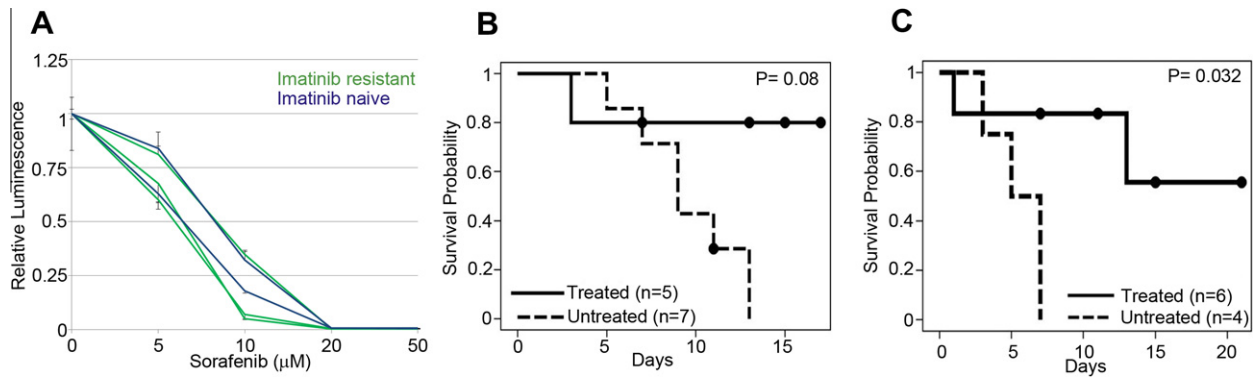 A
Relative Luminescence
1.25
1
0.75
0.5
0.25
0
Imatinib resistant
Imatinib naive
0 5 10 20 50
Sorafenib (μM)
B
Survival Probability
1
0.8
0.6
0.4
0.2
0
P= 0.08
Treated (n=5)
Untreated (n=7)
0 5 10 15
Days
C
Survival Probability
1
0.8
0.6
0.4
0.2
0
P= 0.032
Treated (n=6)
Untreated (n=4)
0 5 10 15 20
Days